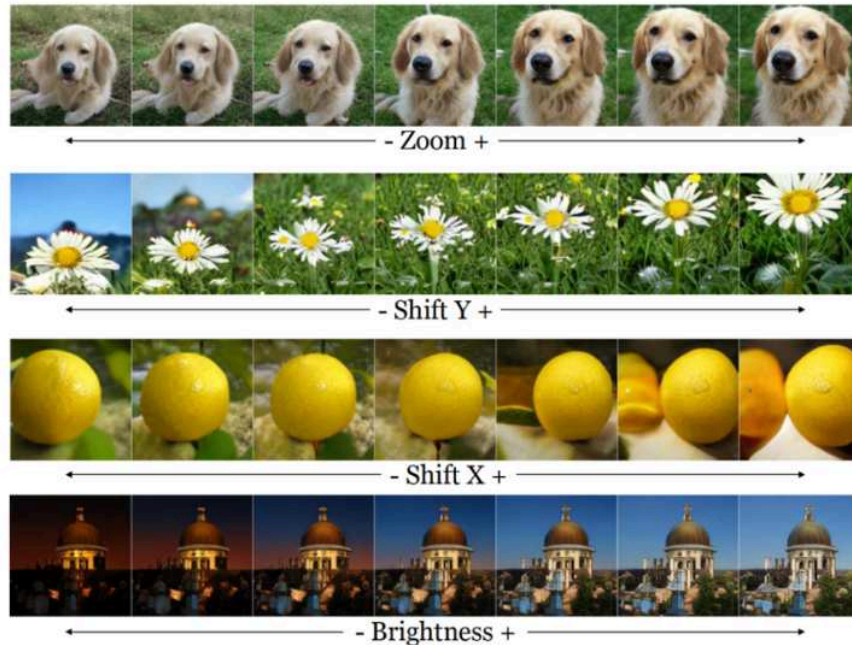 - Zoom +
- Shift Y +
- Shift X +
- Brightness +